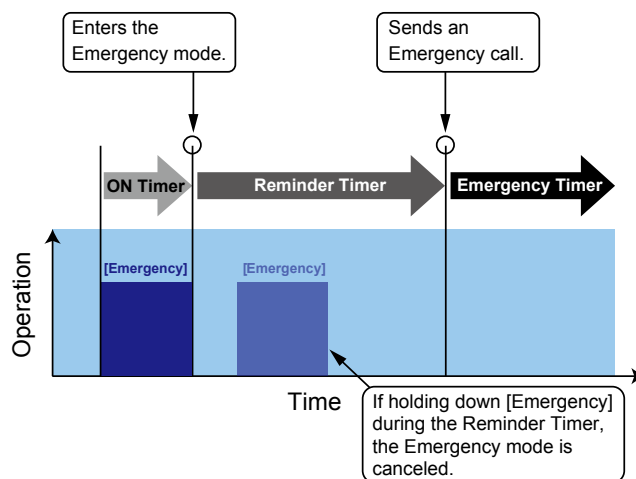 Enters the
Emergency mode.
Sends an
Emergency call.
ON Timer
Reminder Timer
Emergency Timer
[Emergency]
[Emergency]
Operation
Time
If holding down [Emergency]
during the Reminder Timer,
the Emergency mode is
canceled.